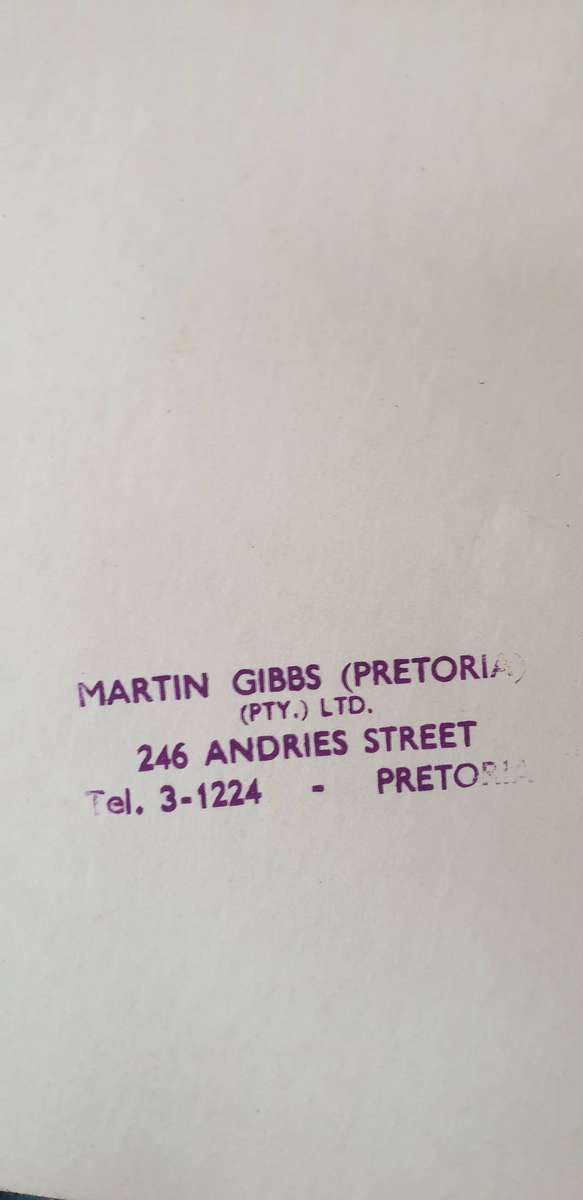 MARTIN GIBBS (PRETORIA)
(PTY.) LTD.
246 ANDRIES STREET
Tel. 3-1224 - PRETORIA